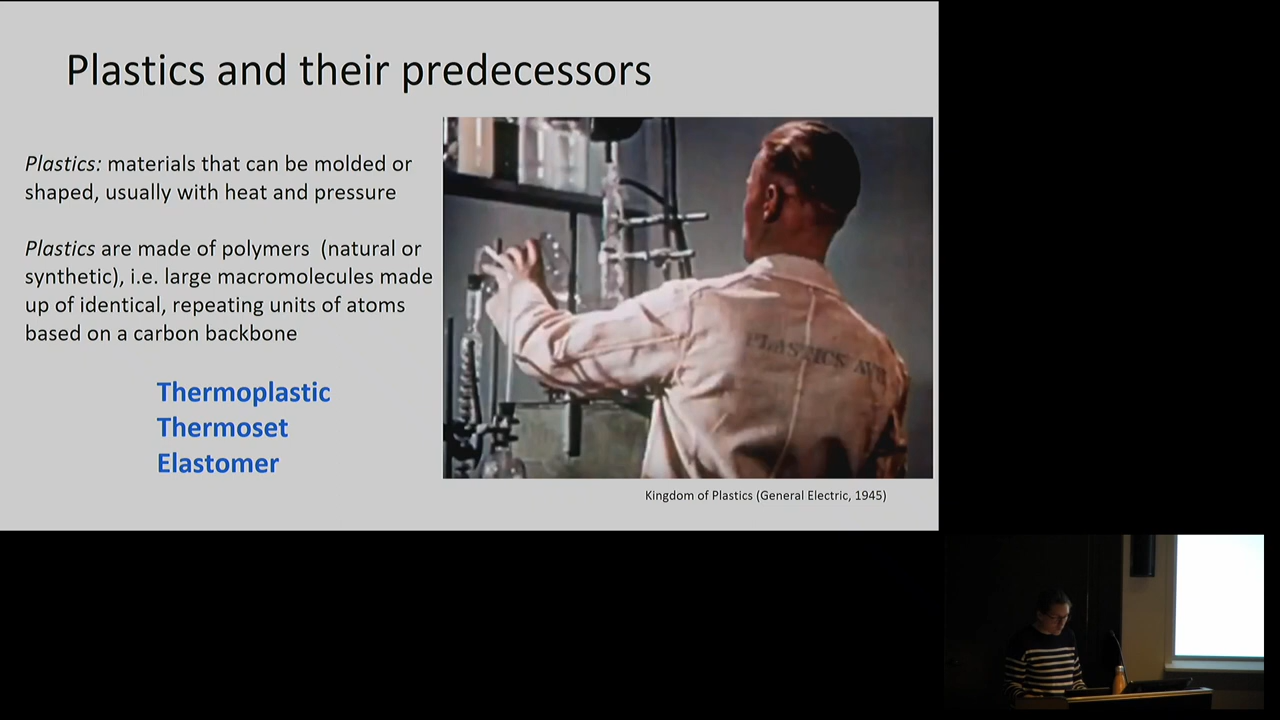 Plastics and their predecessors
Plastics: materials that can be molded or
shaped, usually with heat and pressure
Plastics are made of polymers (natural or
synthetic), i.e. large macromolecules made
up of identical, repeating units of atoms
based on a carbon backbone
Thermoplastic
Thermoset
Elastomer
PLASTICS
Kingdom of Plastics (General Electric, 1945)